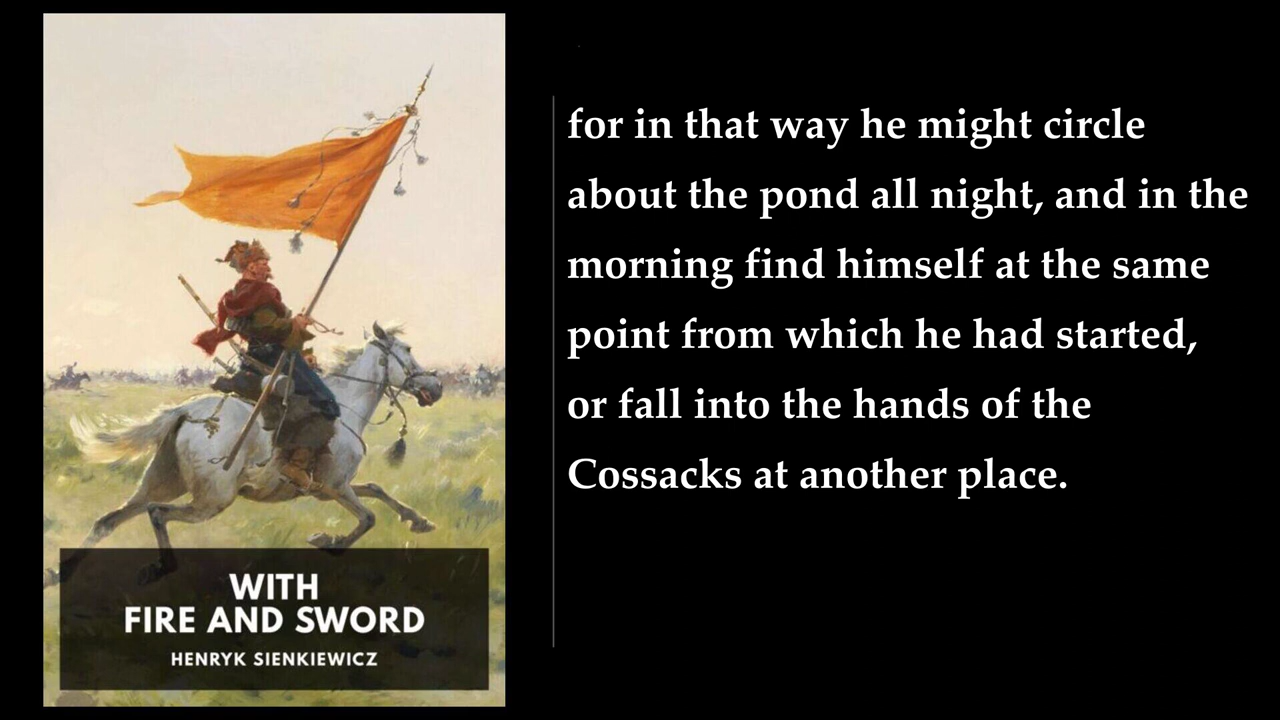 WITH
FIRE AND SWORD
HENRYK SIENKIEWICZ
for in that way he might circle
about the pond all night, and in the
morning find himself at the same
point from which he had started,
or fall into the hands of the
Cossacks at another place.